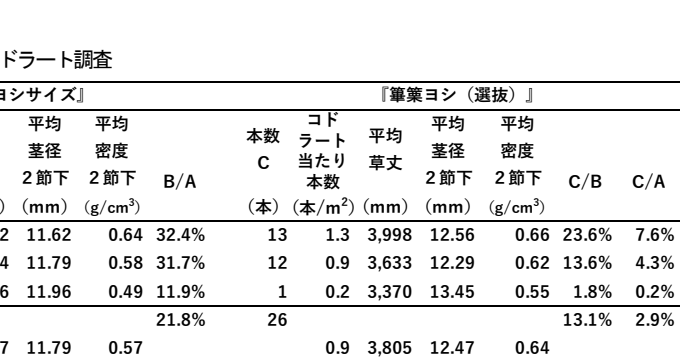 ドラート調査
ヨシサイズ』 『篳篥ヨシ（選抜）』
平均 平均 コド
茎径 密度 本数 ラート 平均 平均 平均
２節下 ２節下 B/A C 当たり 草丈 茎径 密度 C/B C/A
本数 ２節下 ２節下
） （mm） （g/cm³） （本） （本/m²） （mm） （mm） （g/cm³）
2 11.62 0.64 32.4% 13 1.3 3,998 12.56 0.66 23.6% 7.6%
4 11.79 0.58 31.7% 12 0.9 3,633 12.29 0.62 13.6% 4.3%
6 11.96 0.49 11.9% 1 0.2 3,370 13.45 0.55 1.8% 0.2%
21.8% 26 13.1% 2.9%
7 11.79 0.57 0.9 3,805 12.47 0.64